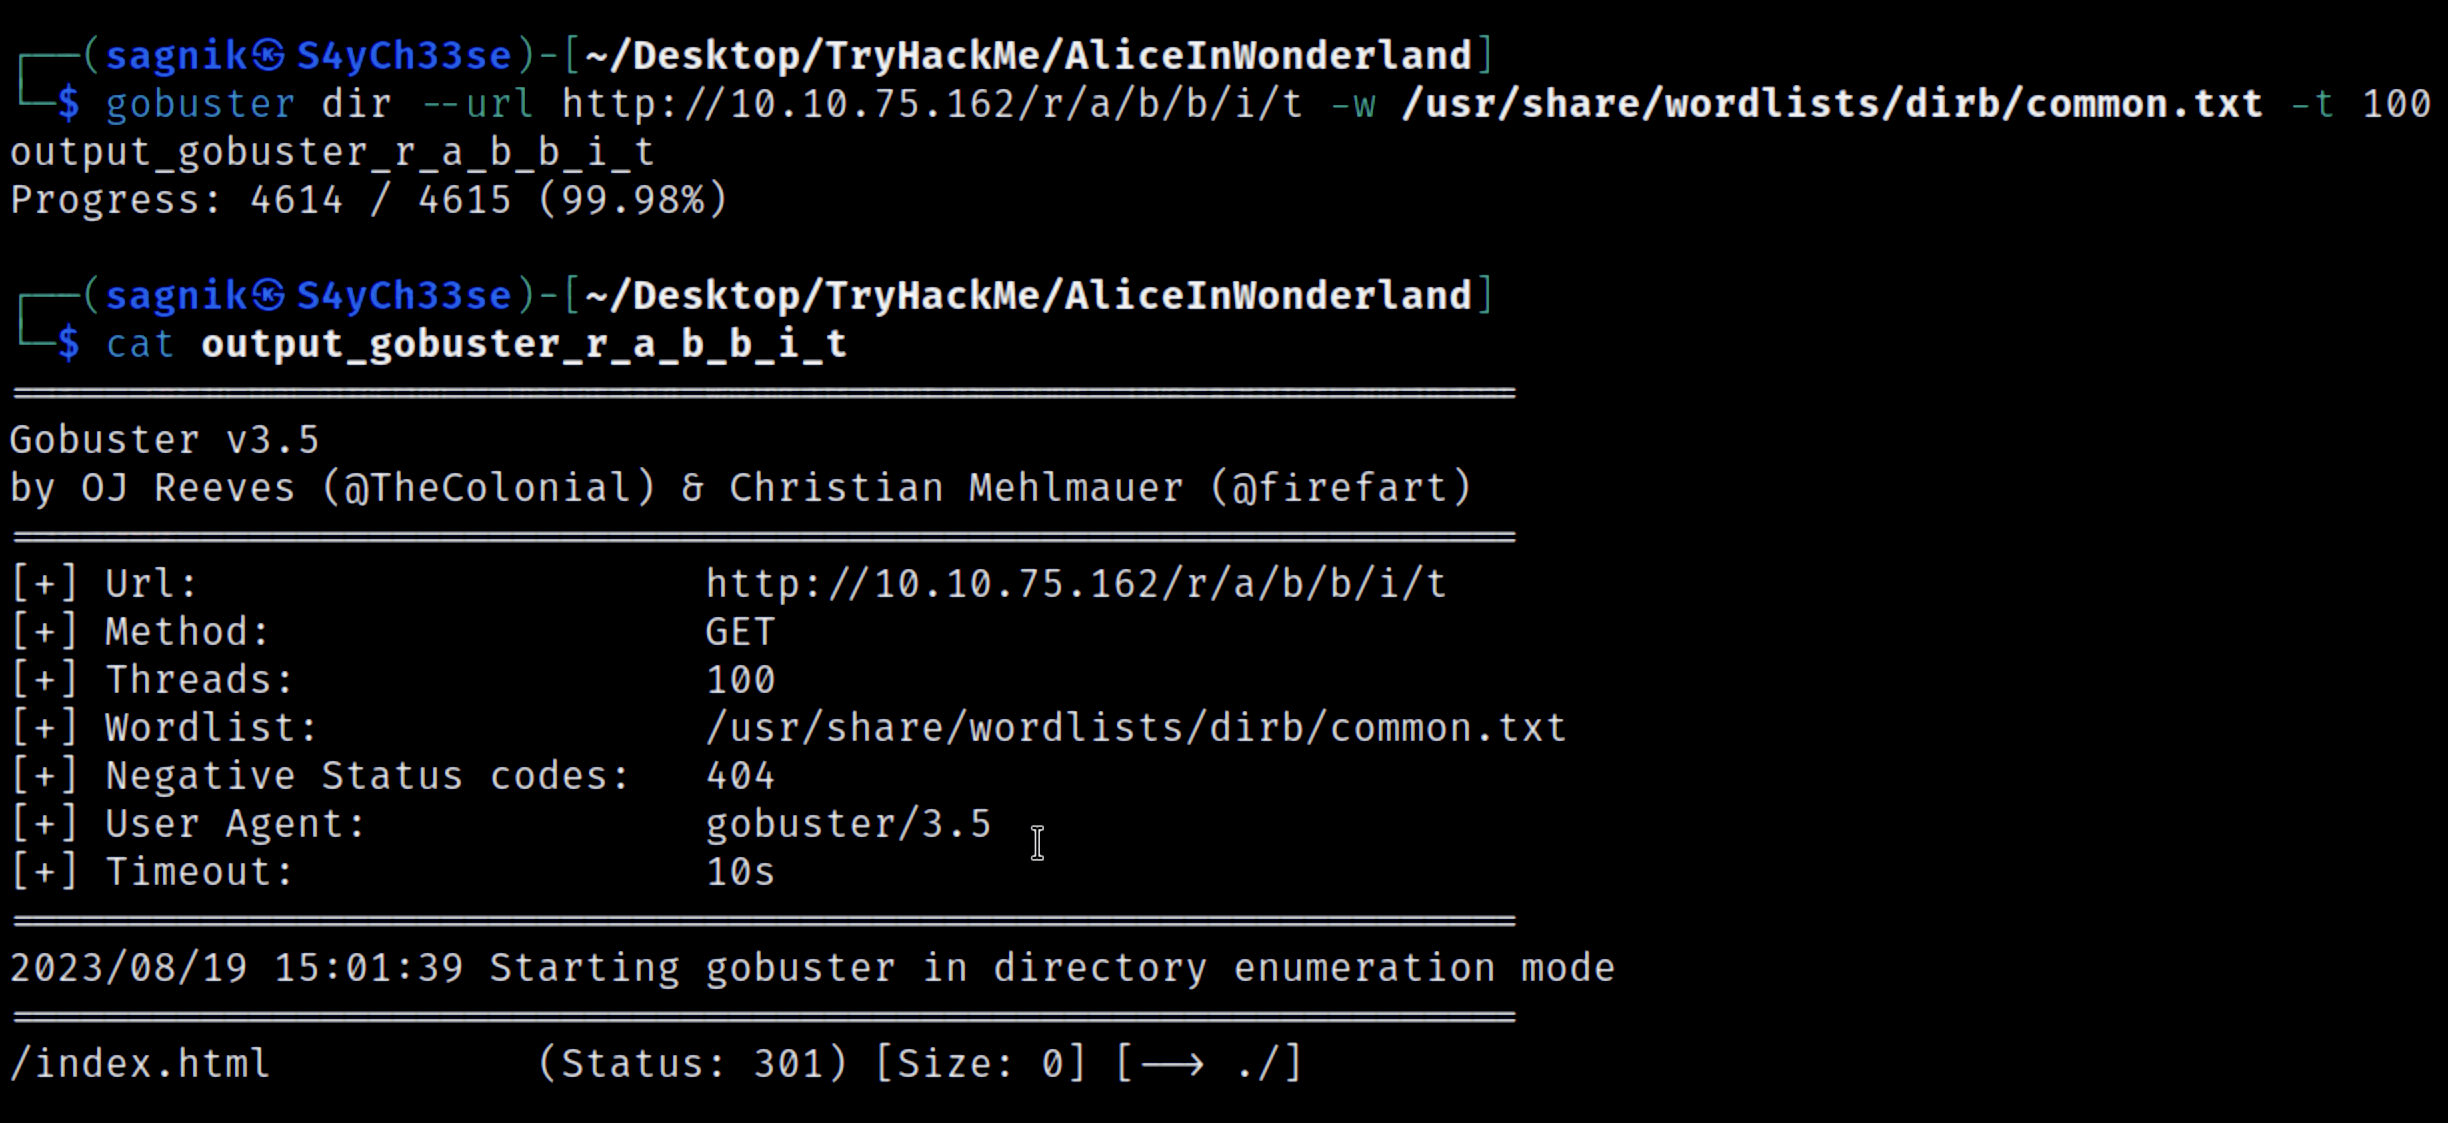 ┌──(sagnik㉿S4yCh33se)-[~/Desktop/TryHackMe/AliceInWonderland]
└─$ gobuster dir --url http://10.10.75.162/r/a/b/b/i/t -w /usr/share/wordlists/dirb/common.txt -t 100
output_gobuster_r_a_b_b_i_t
Progress: 4614 / 4615 (99.98%)
┌──(sagnik㉿S4yCh33se)-[~/Desktop/TryHackMe/AliceInWonderland]
└─$ cat output_gobuster_r_a_b_b_i_t
===============================================================
Gobuster v3.5
by OJ Reeves (@TheColonial) & Christian Mehlmauer (@firefart)
===============================================================
[+] Url:                     http://10.10.75.162/r/a/b/b/i/t
[+] Method:                  GET
[+] Threads:                 100
[+] Wordlist:                /usr/share/wordlists/dirb/common.txt
[+] Negative Status codes:   404
[+] User Agent:              gobuster/3.5
[+] Timeout:                 10s
===============================================================
2023/08/19 15:01:39 Starting gobuster in directory enumeration mode
===============================================================
/index.html           (Status: 301) [Size: 0] [--> ./]